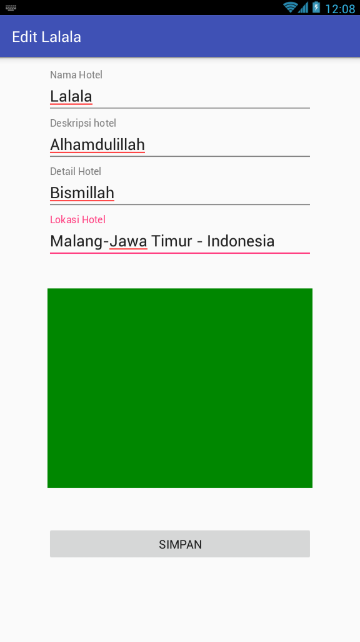 12:08
Edit Lalala
Nama Hotel
Lalala
Deskripsi hotel
Alhamdulillah
Detail Hotel
Bismillah
Lokasi Hotel
Malang-Jawa Timur - Indonesia
SIMPAN